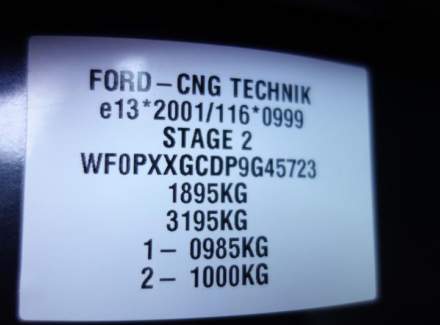 FORD-CNG TECHNIK
e13*2001/116*0999
STAGE 2
WF0PXXGCDP9G45723
1895KG
3195KG
1- 0985KG
2- 1000KG